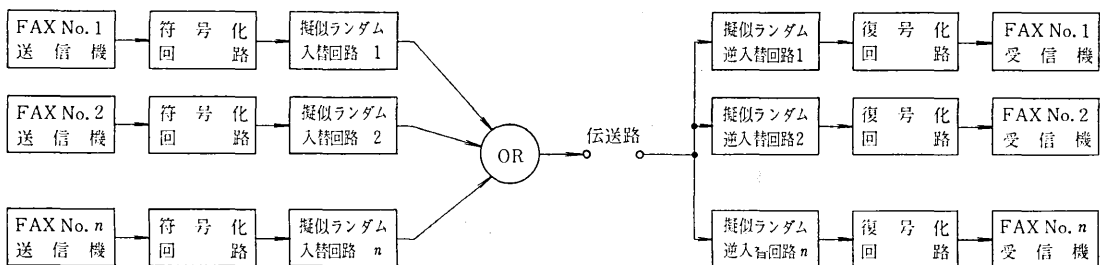 FAX No.1
送信機
符号化
回路
擬似ランダム
入替回路 1
擬似ランダム
逆入替回路1
復号化
回路
FAX No.1
受信機
FAX No.2
送信機
符号化
回路
擬似ランダム
入替回路 2
OR
伝送路
擬似ランダム
逆入替回路2
復号化
回路
FAX No.2
受信機
FAX No.n
送信機
符号化
回路
擬似ランダム
入替回路 n
擬似ランダム
逆入替回路n
復号化
回路
FAX No.n
受信機